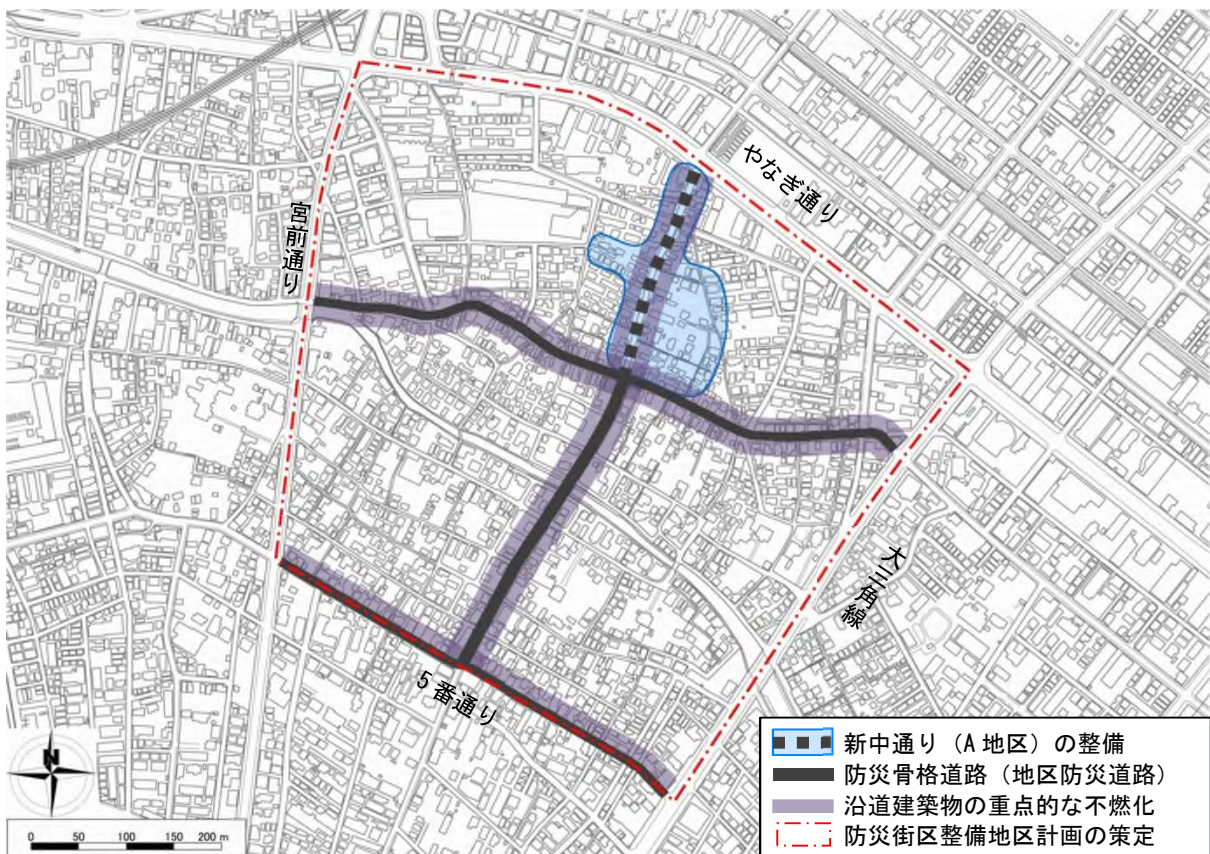 やなぎ通り
宮前通り
大三角線
5番通り
N
0 50 100 150 200 m
新中通り（A地区）の整備
防災骨格道路（地区防災道路）
沿道建築物の重点的な不燃化
防災街区整備地区計画の策定